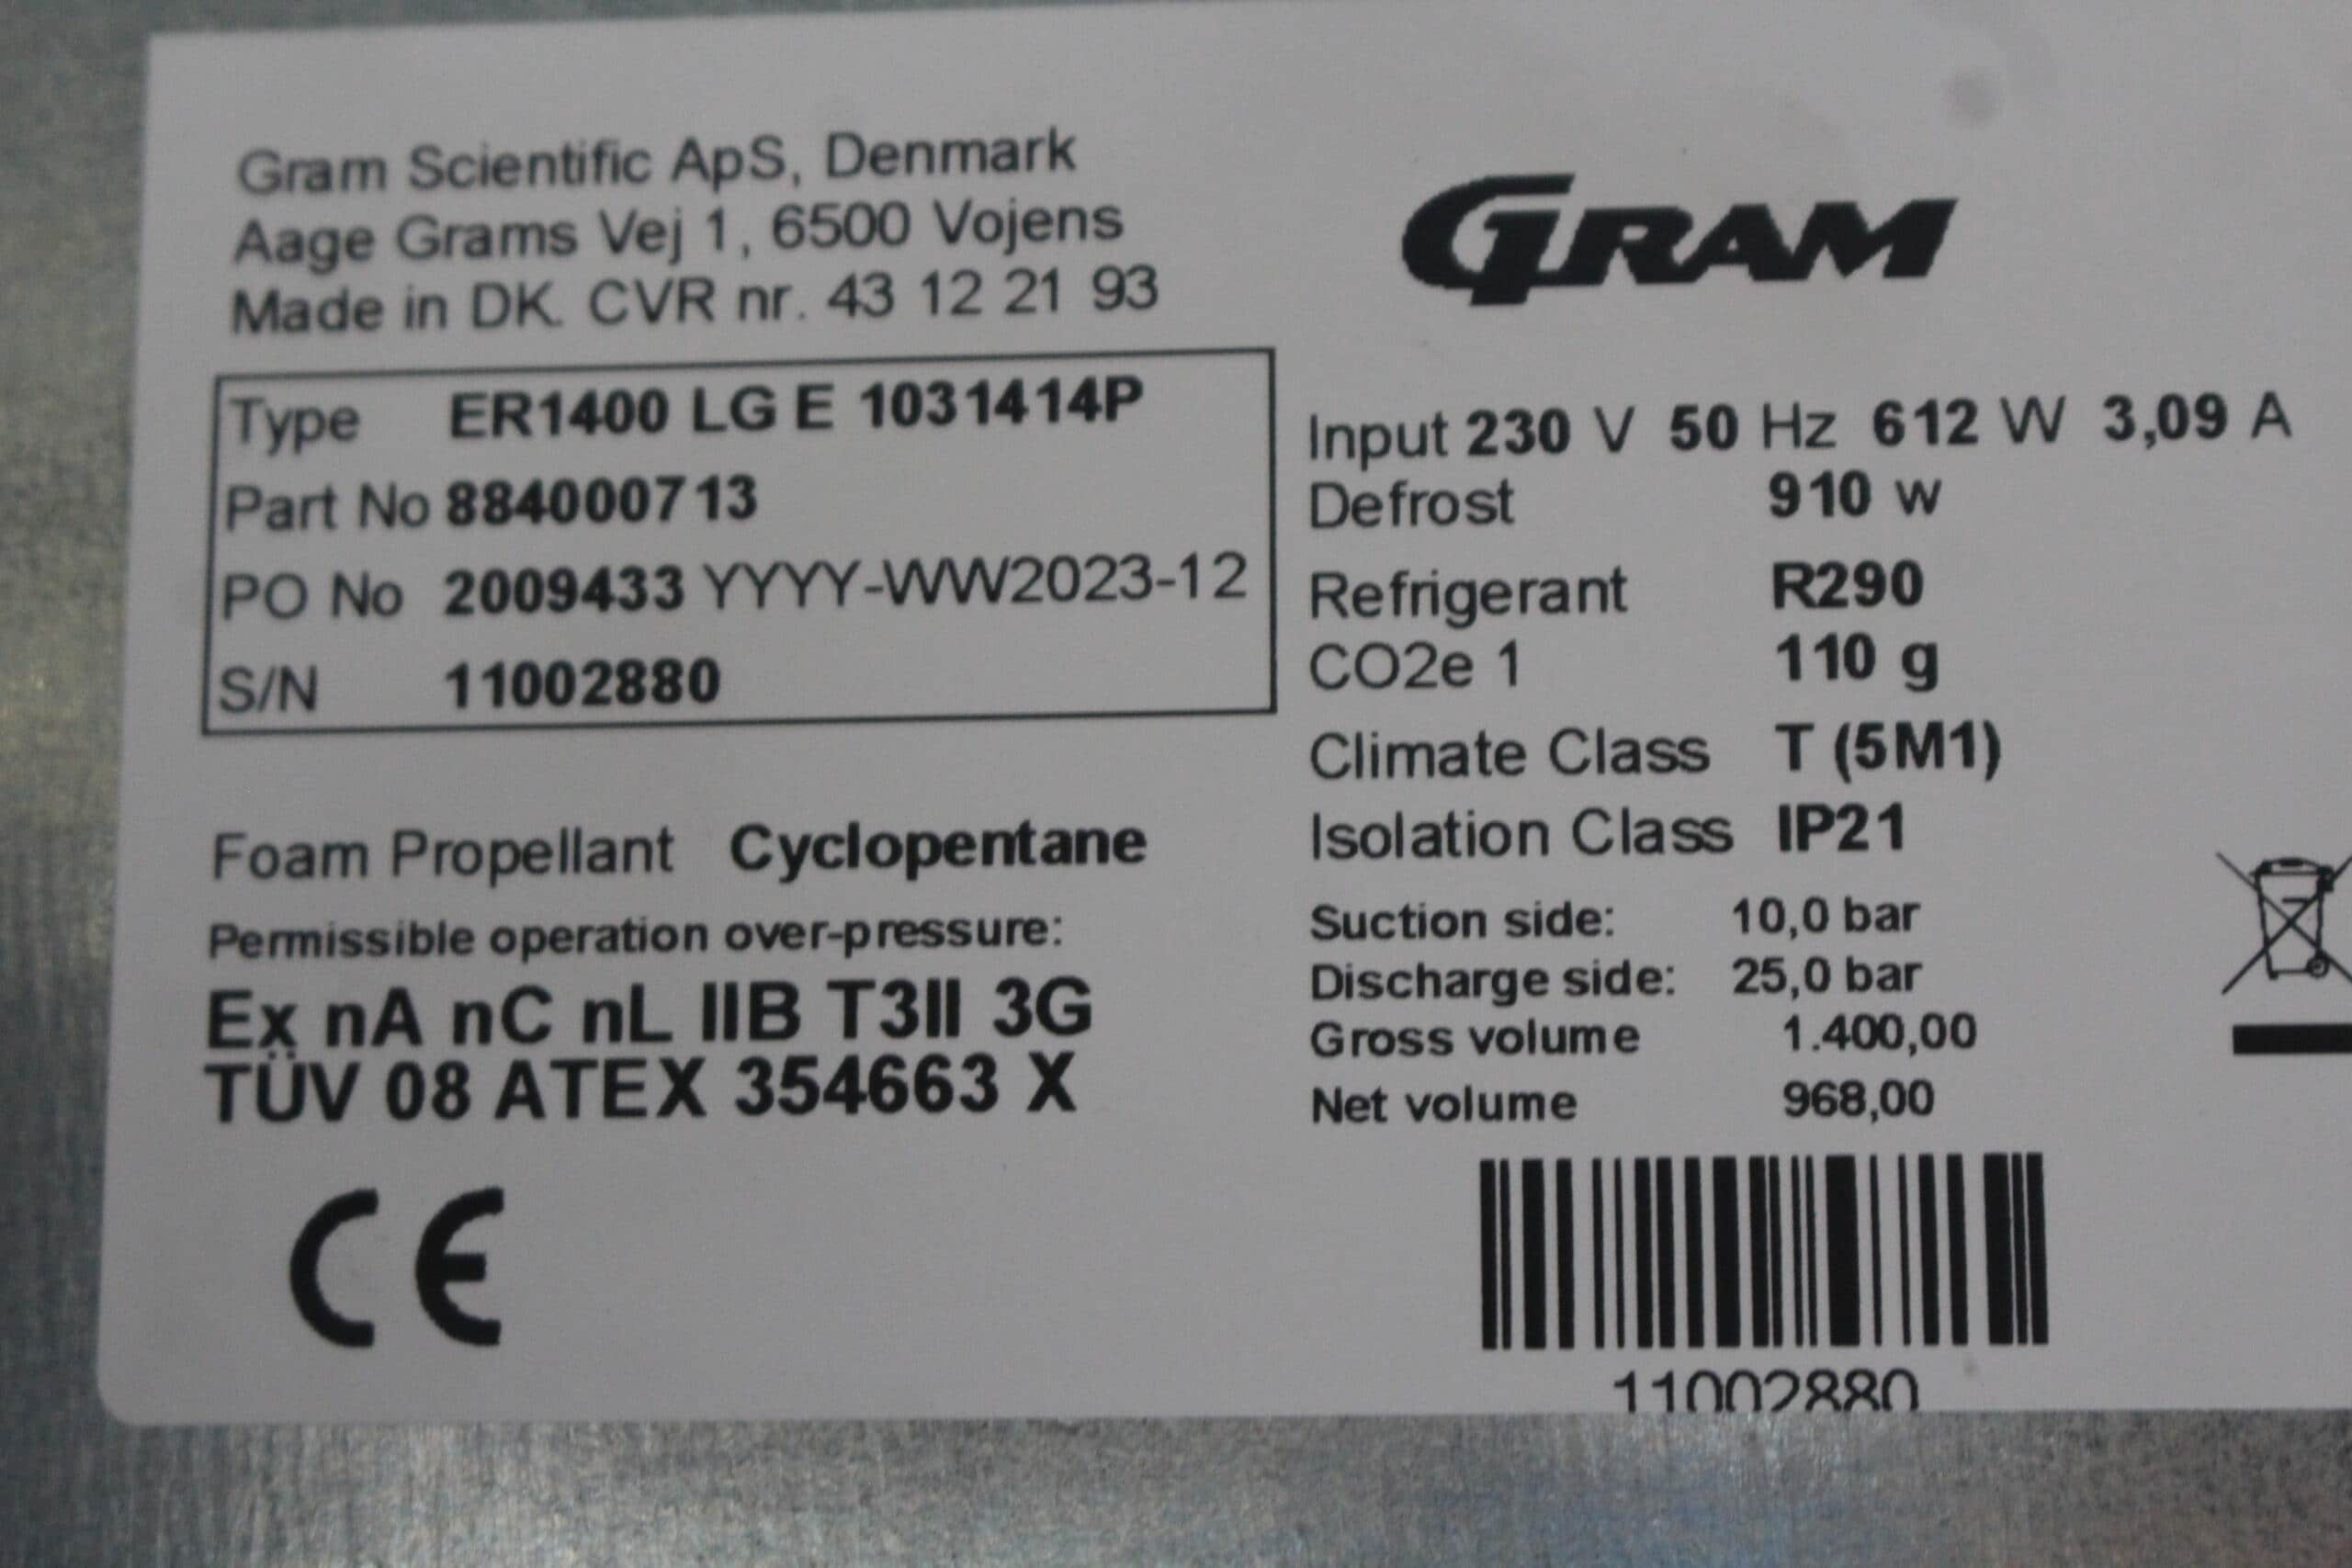 Gram Scientific ApS, Denmark
Aage Grams Vej 1, 6500 Vojens
Made in DK. CVR nr. 43 12 21 93
GRAM
Type ER1400 LG E 1031414P
Part No 884000713
PO No 2009433 YYYY-WW2023-12
S/N 11002880
Input 230 V 50 Hz 612 W 3,09 A
Defrost 910 w
Refrigerant R290
CO2e 1 110 g
Climate Class T (5M1)
Isolation Class IP21
Foam Propellant Cyclopentane
Permissible operation over-pressure:
Ex nA nC nL IIB T3II 3G
TÜV 08 ATEX 354663 X
Suction side: 10,0 bar
Discharge side: 25,0 bar
Gross volume 1.400,00
Net volume 968,00
CE
11002880